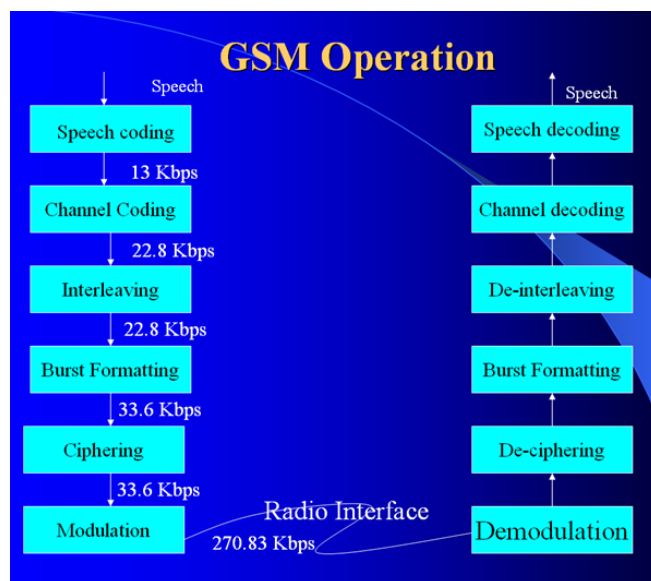 GSM Operation
Speech
Speech coding
13 Kbps
Channel Coding
22.8 Kbps
Interleaving
22.8 Kbps
Burst Formatting
33.6 Kbps
Ciphering
33.6 Kbps
Modulation
Radio Interface
270.83 Kbps
Speech
Speech decoding
Channel decoding
De-interleaving
Burst Formatting
De-ciphering
Demodulation